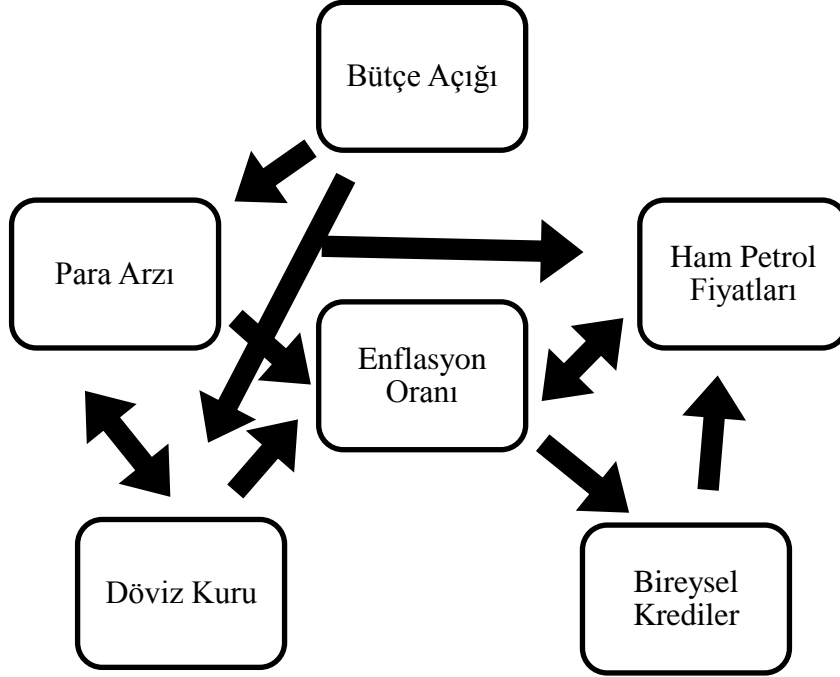 Bütçe Açığı
Para Arzı
Ham Petrol
Fiyatları
Enflasyon
Oranı
Döviz Kuru
Bireysel
Krediler